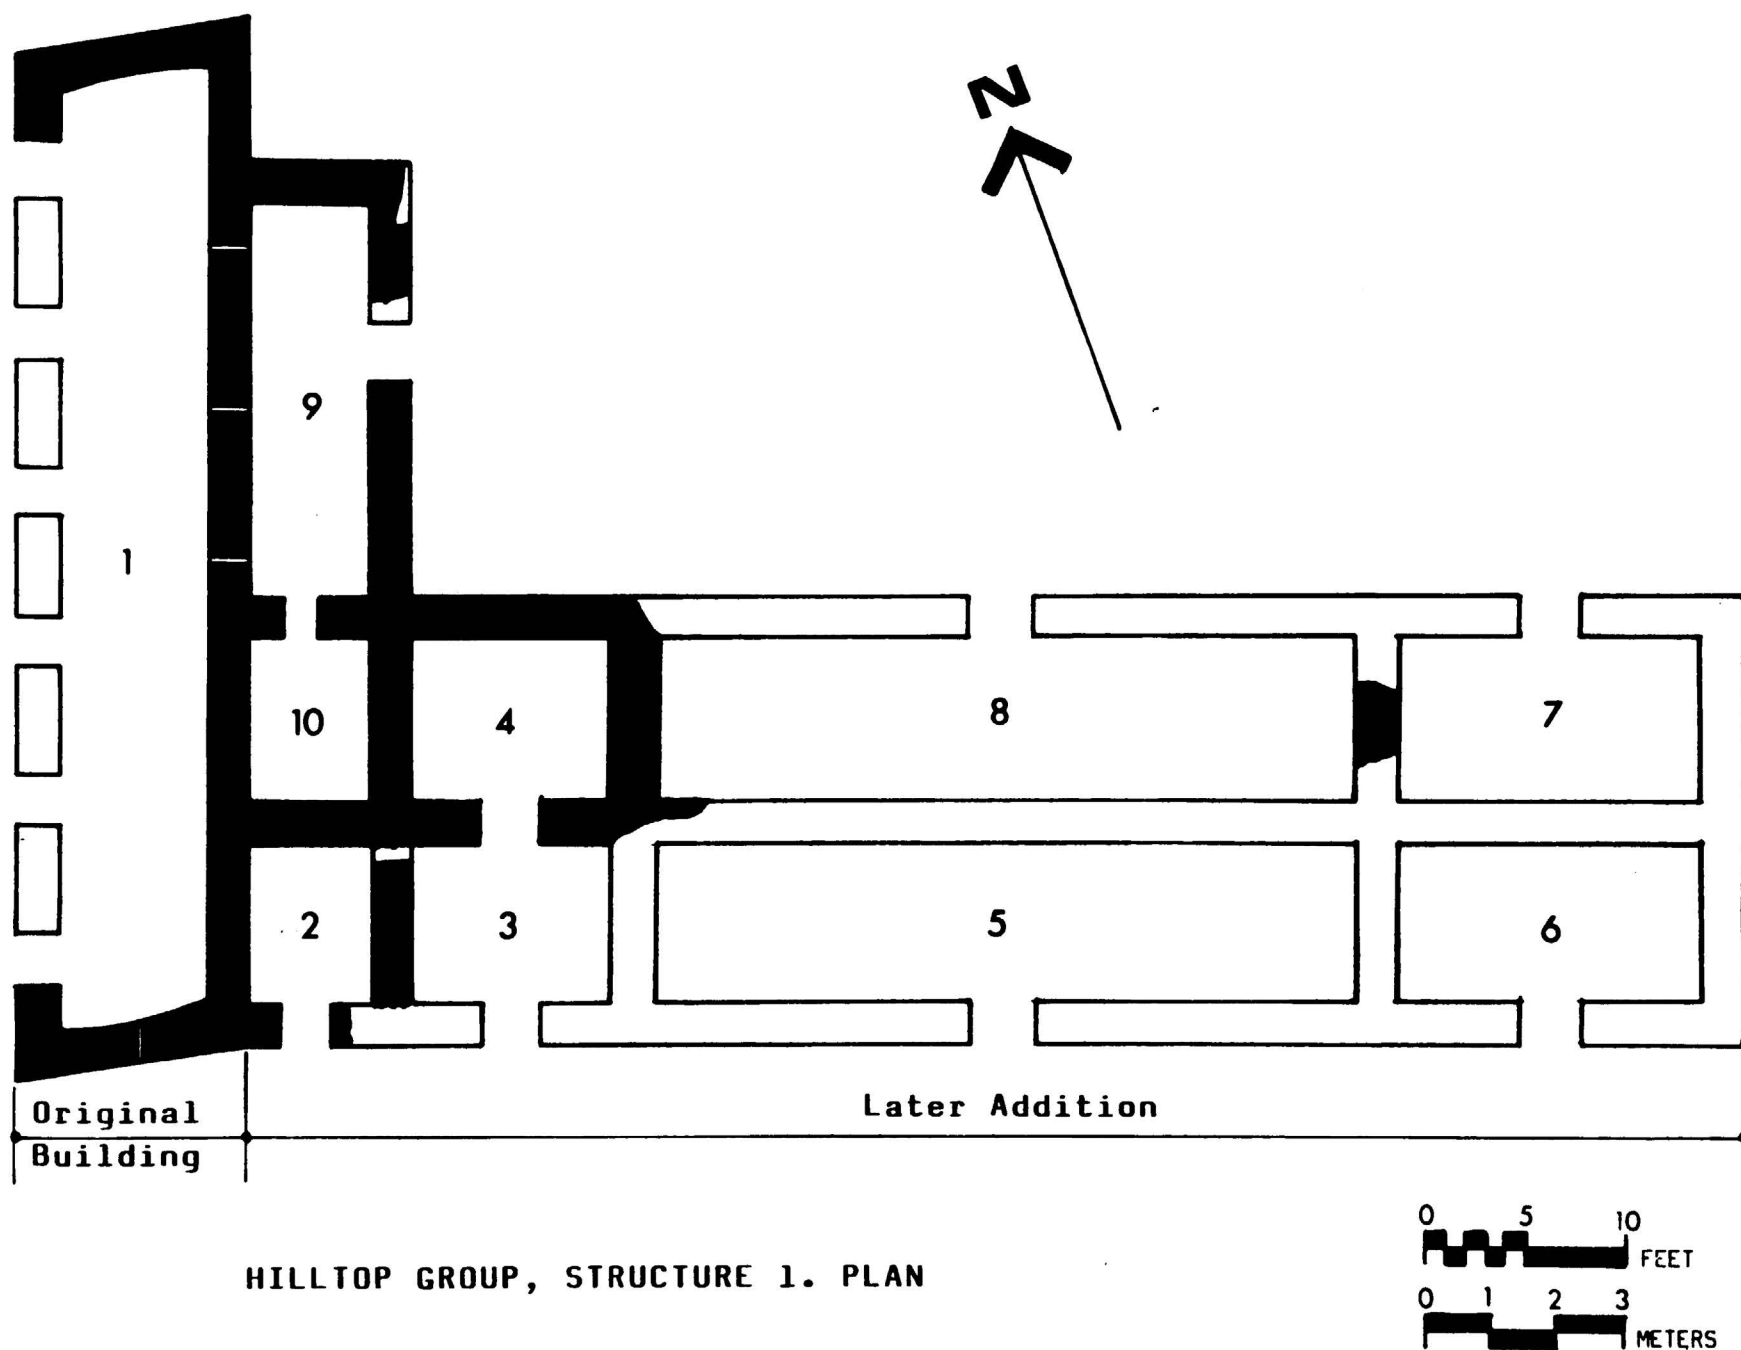 N
9
1
10
4
8
7
2
3
5
6
Original
Building
Later Addition
HILLTOP GROUP, STRUCTURE 1. PLAN
0 5 10
FEET
0 1 2 3
METERS